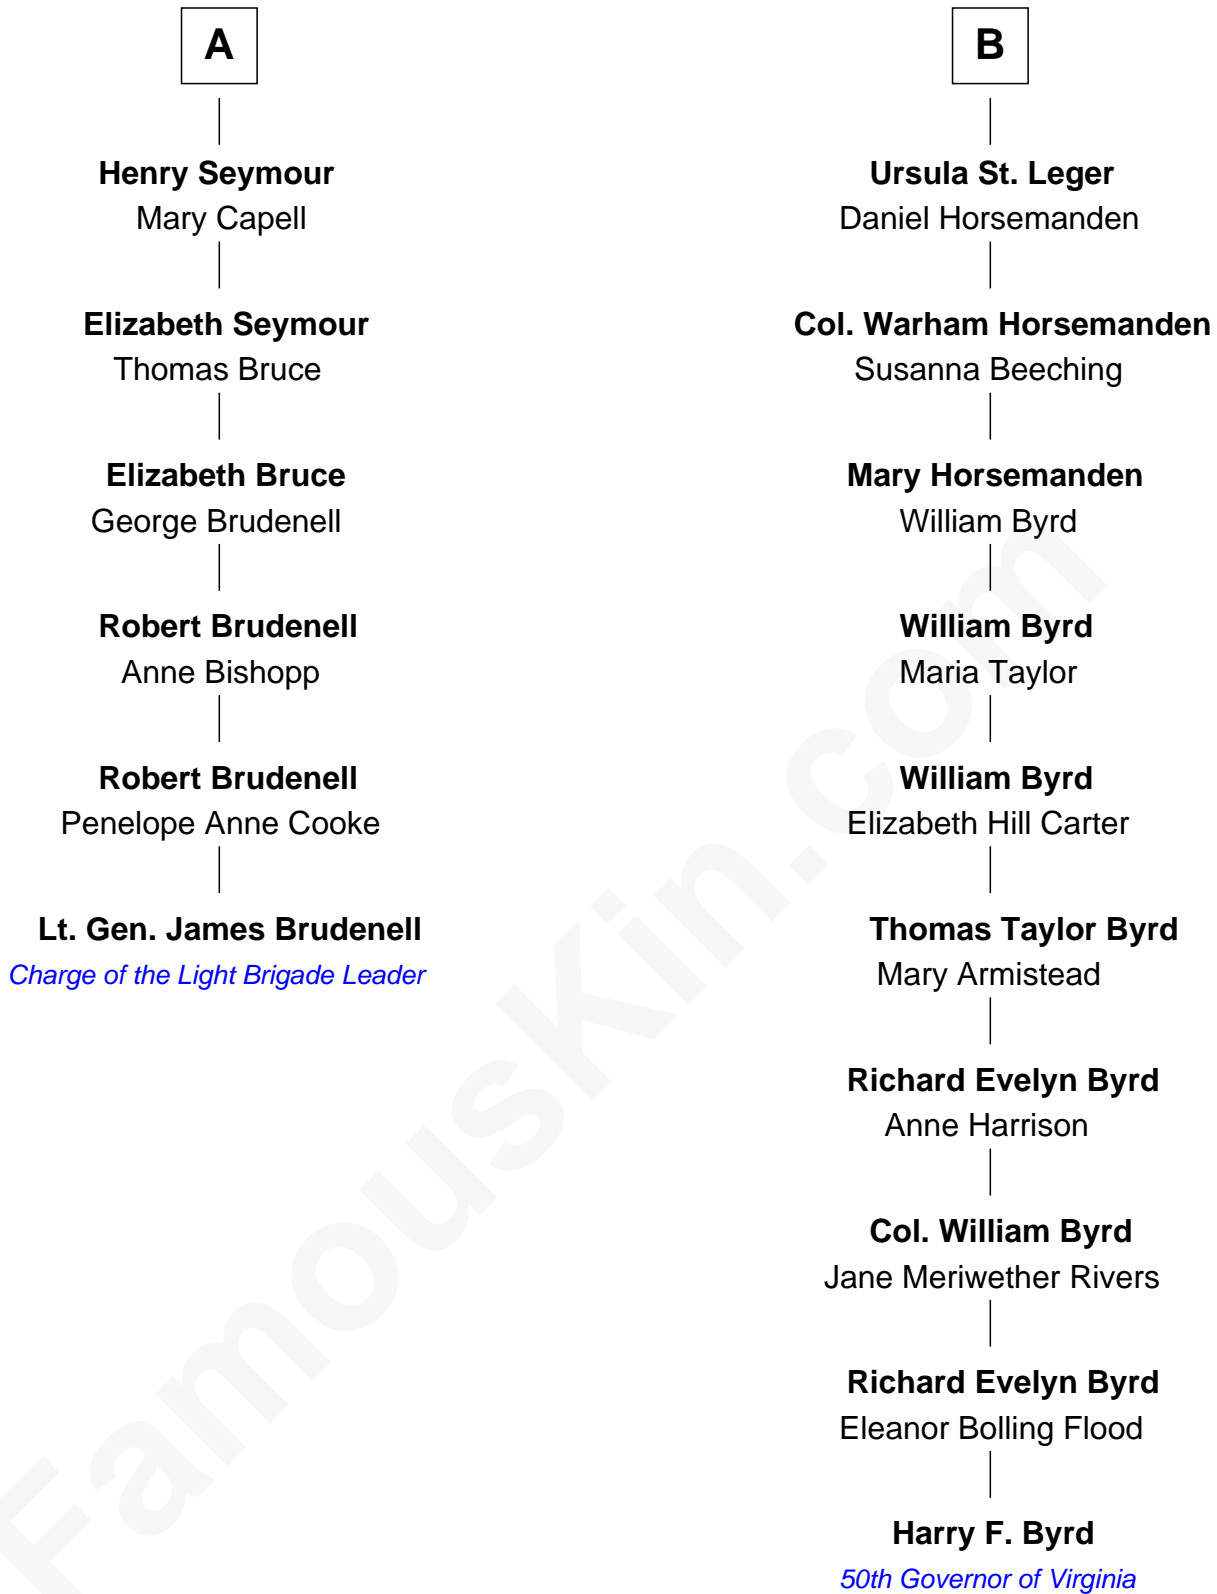 A
Henry Seymour
Mary Capell
Elizabeth Seymour
Thomas Bruce
Elizabeth Bruce
George Brudenell
Robert Brudenell
Anne Bishopp
Robert Brudenell
Penelope Anne Cooke
Lt. Gen. James Brudenell
Charge of the Light Brigade Leader
B
Ursula St. Leger
Daniel Horsemanden
Col. Warham Horsemanden
Susanna Beeching
Mary Horsemanden
William Byrd
William Byrd
Maria Taylor
William Byrd
Elizabeth Hill Carter
Thomas Taylor Byrd
Mary Armistead
Richard Evelyn Byrd
Anne Harrison
Col. William Byrd
Jane Meriwether Rivers
Richard Evelyn Byrd
Eleanor Bolling Flood
Harry F. Byrd
50th Governor of Virginia
FamousKin.com